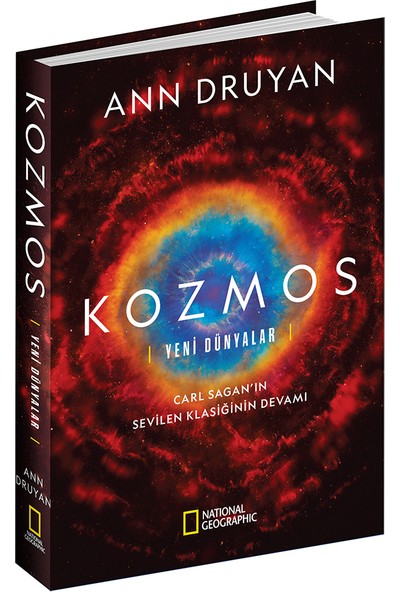 ANN DRUYAN
KOZMOS
| YENİ DÜNYALAR |
CARL SAGAN'IN
SEVİLEN KLASİĞİNİN DEVAMI
NATIONAL
GEOGRAPHIC
KOZMOS
| YENİ DÜNYALAR |
ANN
DRUYAN